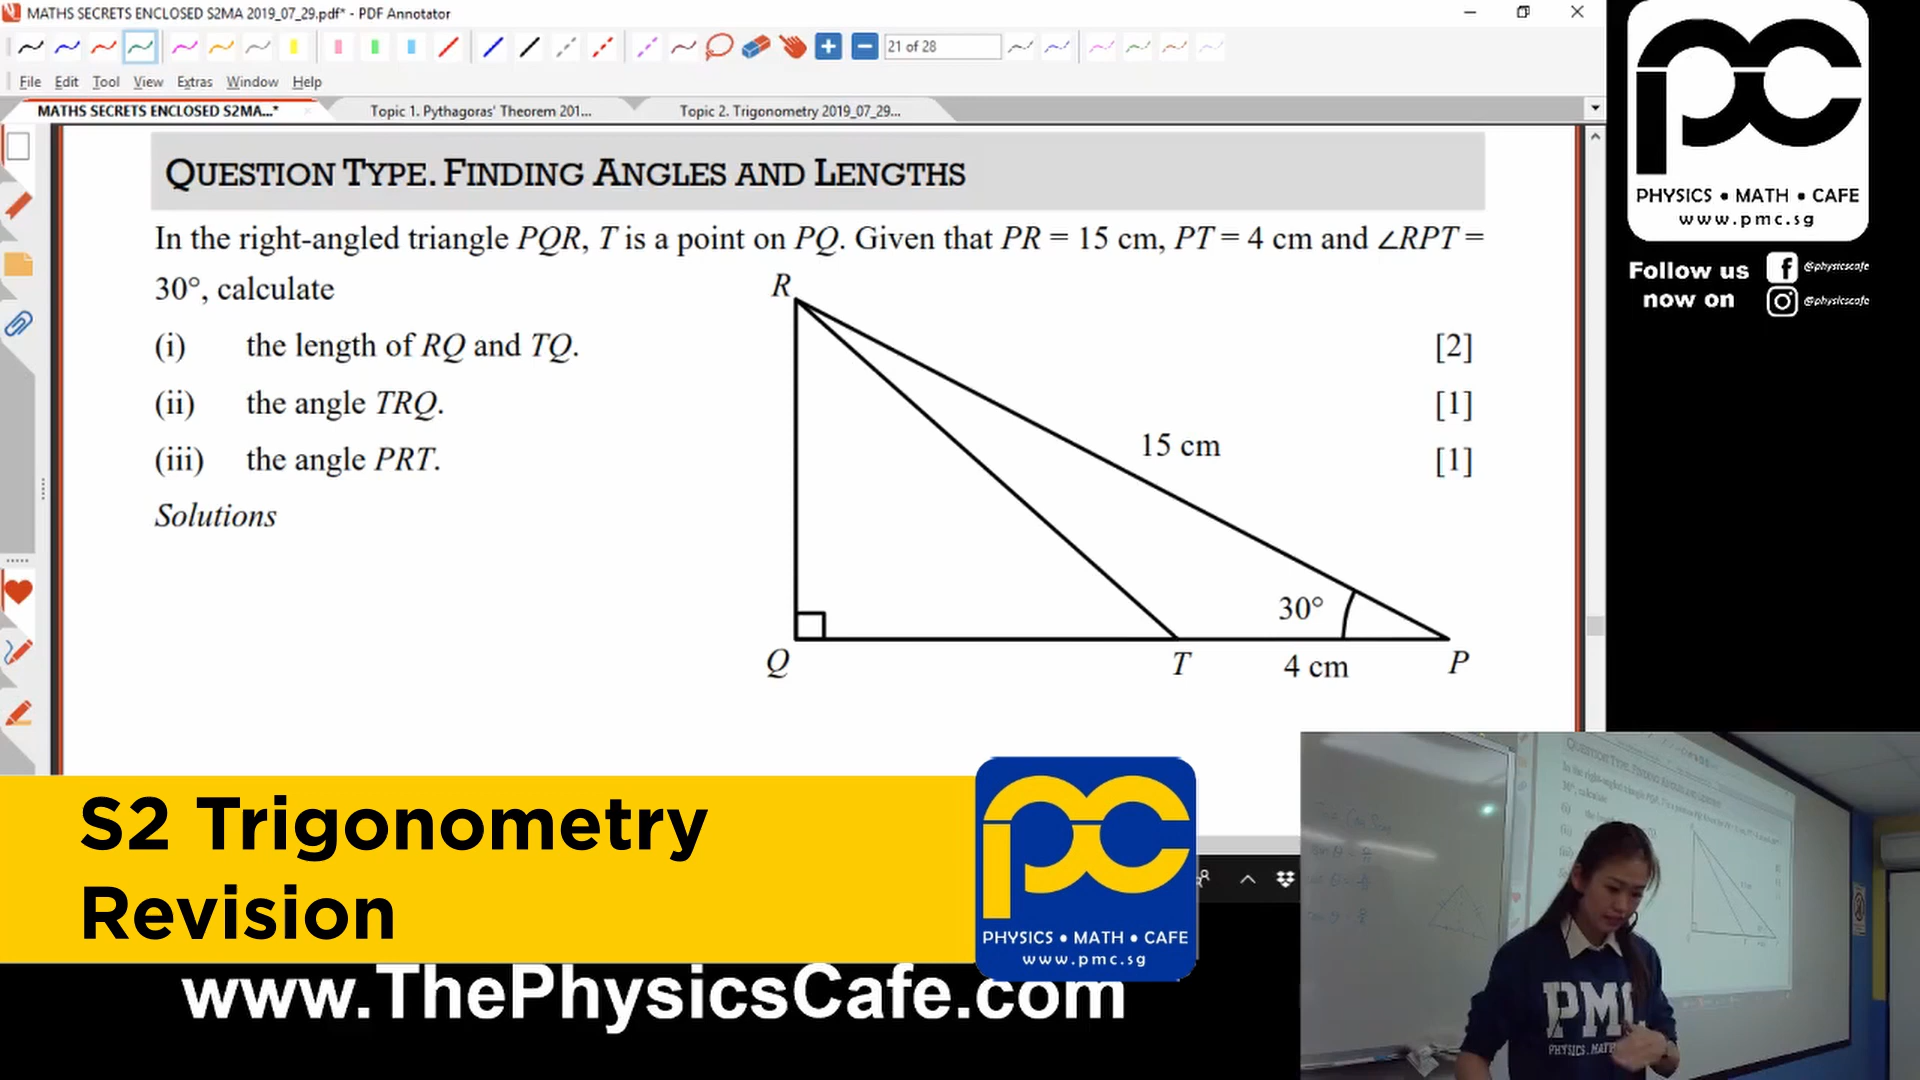 MATHS SECRETS ENCLOSED S2MA 2019_07_29.pdf* - PDF Annotator
21 of 28
File Edit Tool View Extras Window Help
MATHS SECRETS ENCLOSED S2MA...*
Topic 1. Pythagoras' Theorem 201...
Topic 2. Trigonometry 2019_07_29...
QUESTION TYPE. FINDING ANGLES AND LENGTHS
In the right-angled triangle PQR, T is a point on PQ. Given that PR = 15 cm, PT = 4 cm and ∠RPT =
30°, calculate
(i) the length of RQ and TQ. [2]
(ii) the angle TRQ. [1]
(iii) the angle PRT. [1]
Solutions
R
15 cm
30°
Q
T
4 cm
P
PHYSICS • MATH • CAFE
www.pmc.sg
Follow us
now on
@physicscafe
@physicscafe
S2 Trigonometry
Revision
PHYSICS • MATH • CAFE
www.pmc.sg
www.ThePhysicsCafe.com
PMC